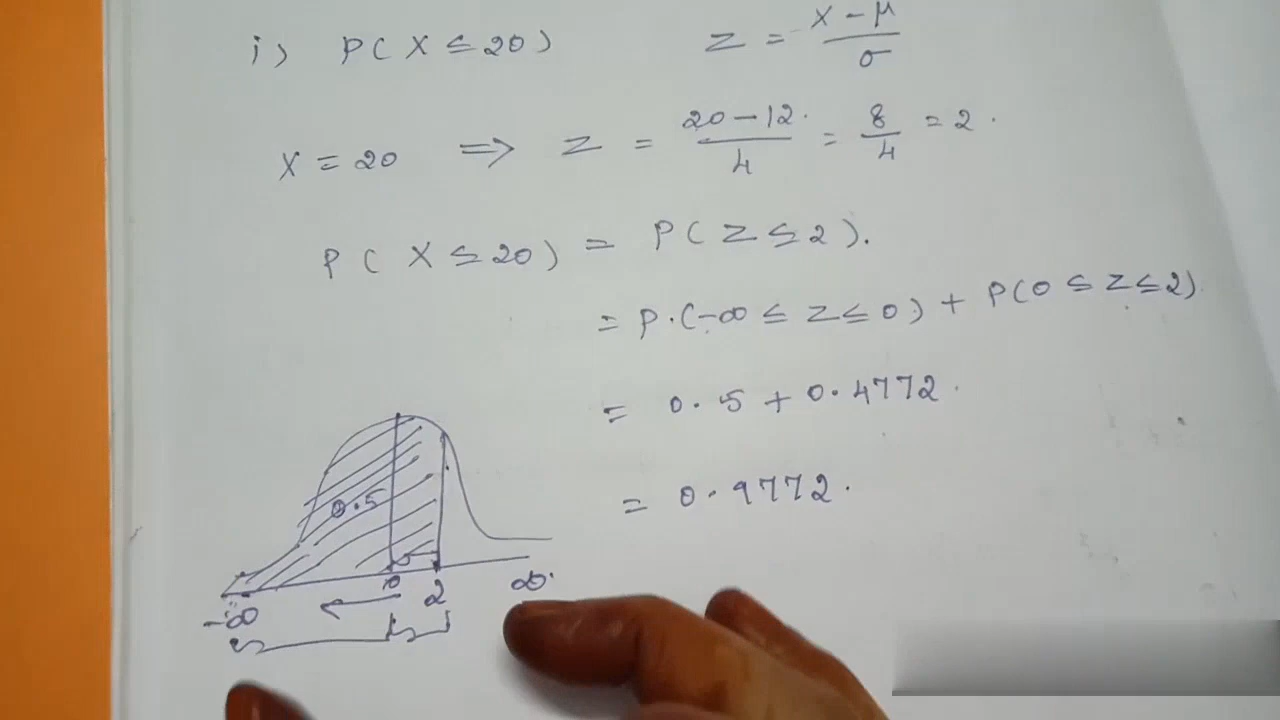 i) P( X ≤ 20) Z = X - μ / σ
X = 20 ⇒ Z = 20 - 12 / 4 = 8 / 4 = 2.
P( X ≤ 20) = P( Z ≤ 2).
= P.(-∞ ≤ Z ≤ 0) + P(0 ≤ Z ≤ 2)
= 0.5 + 0.4772.
= 0.9772.
0.5
-∞ 0 2 ∞.